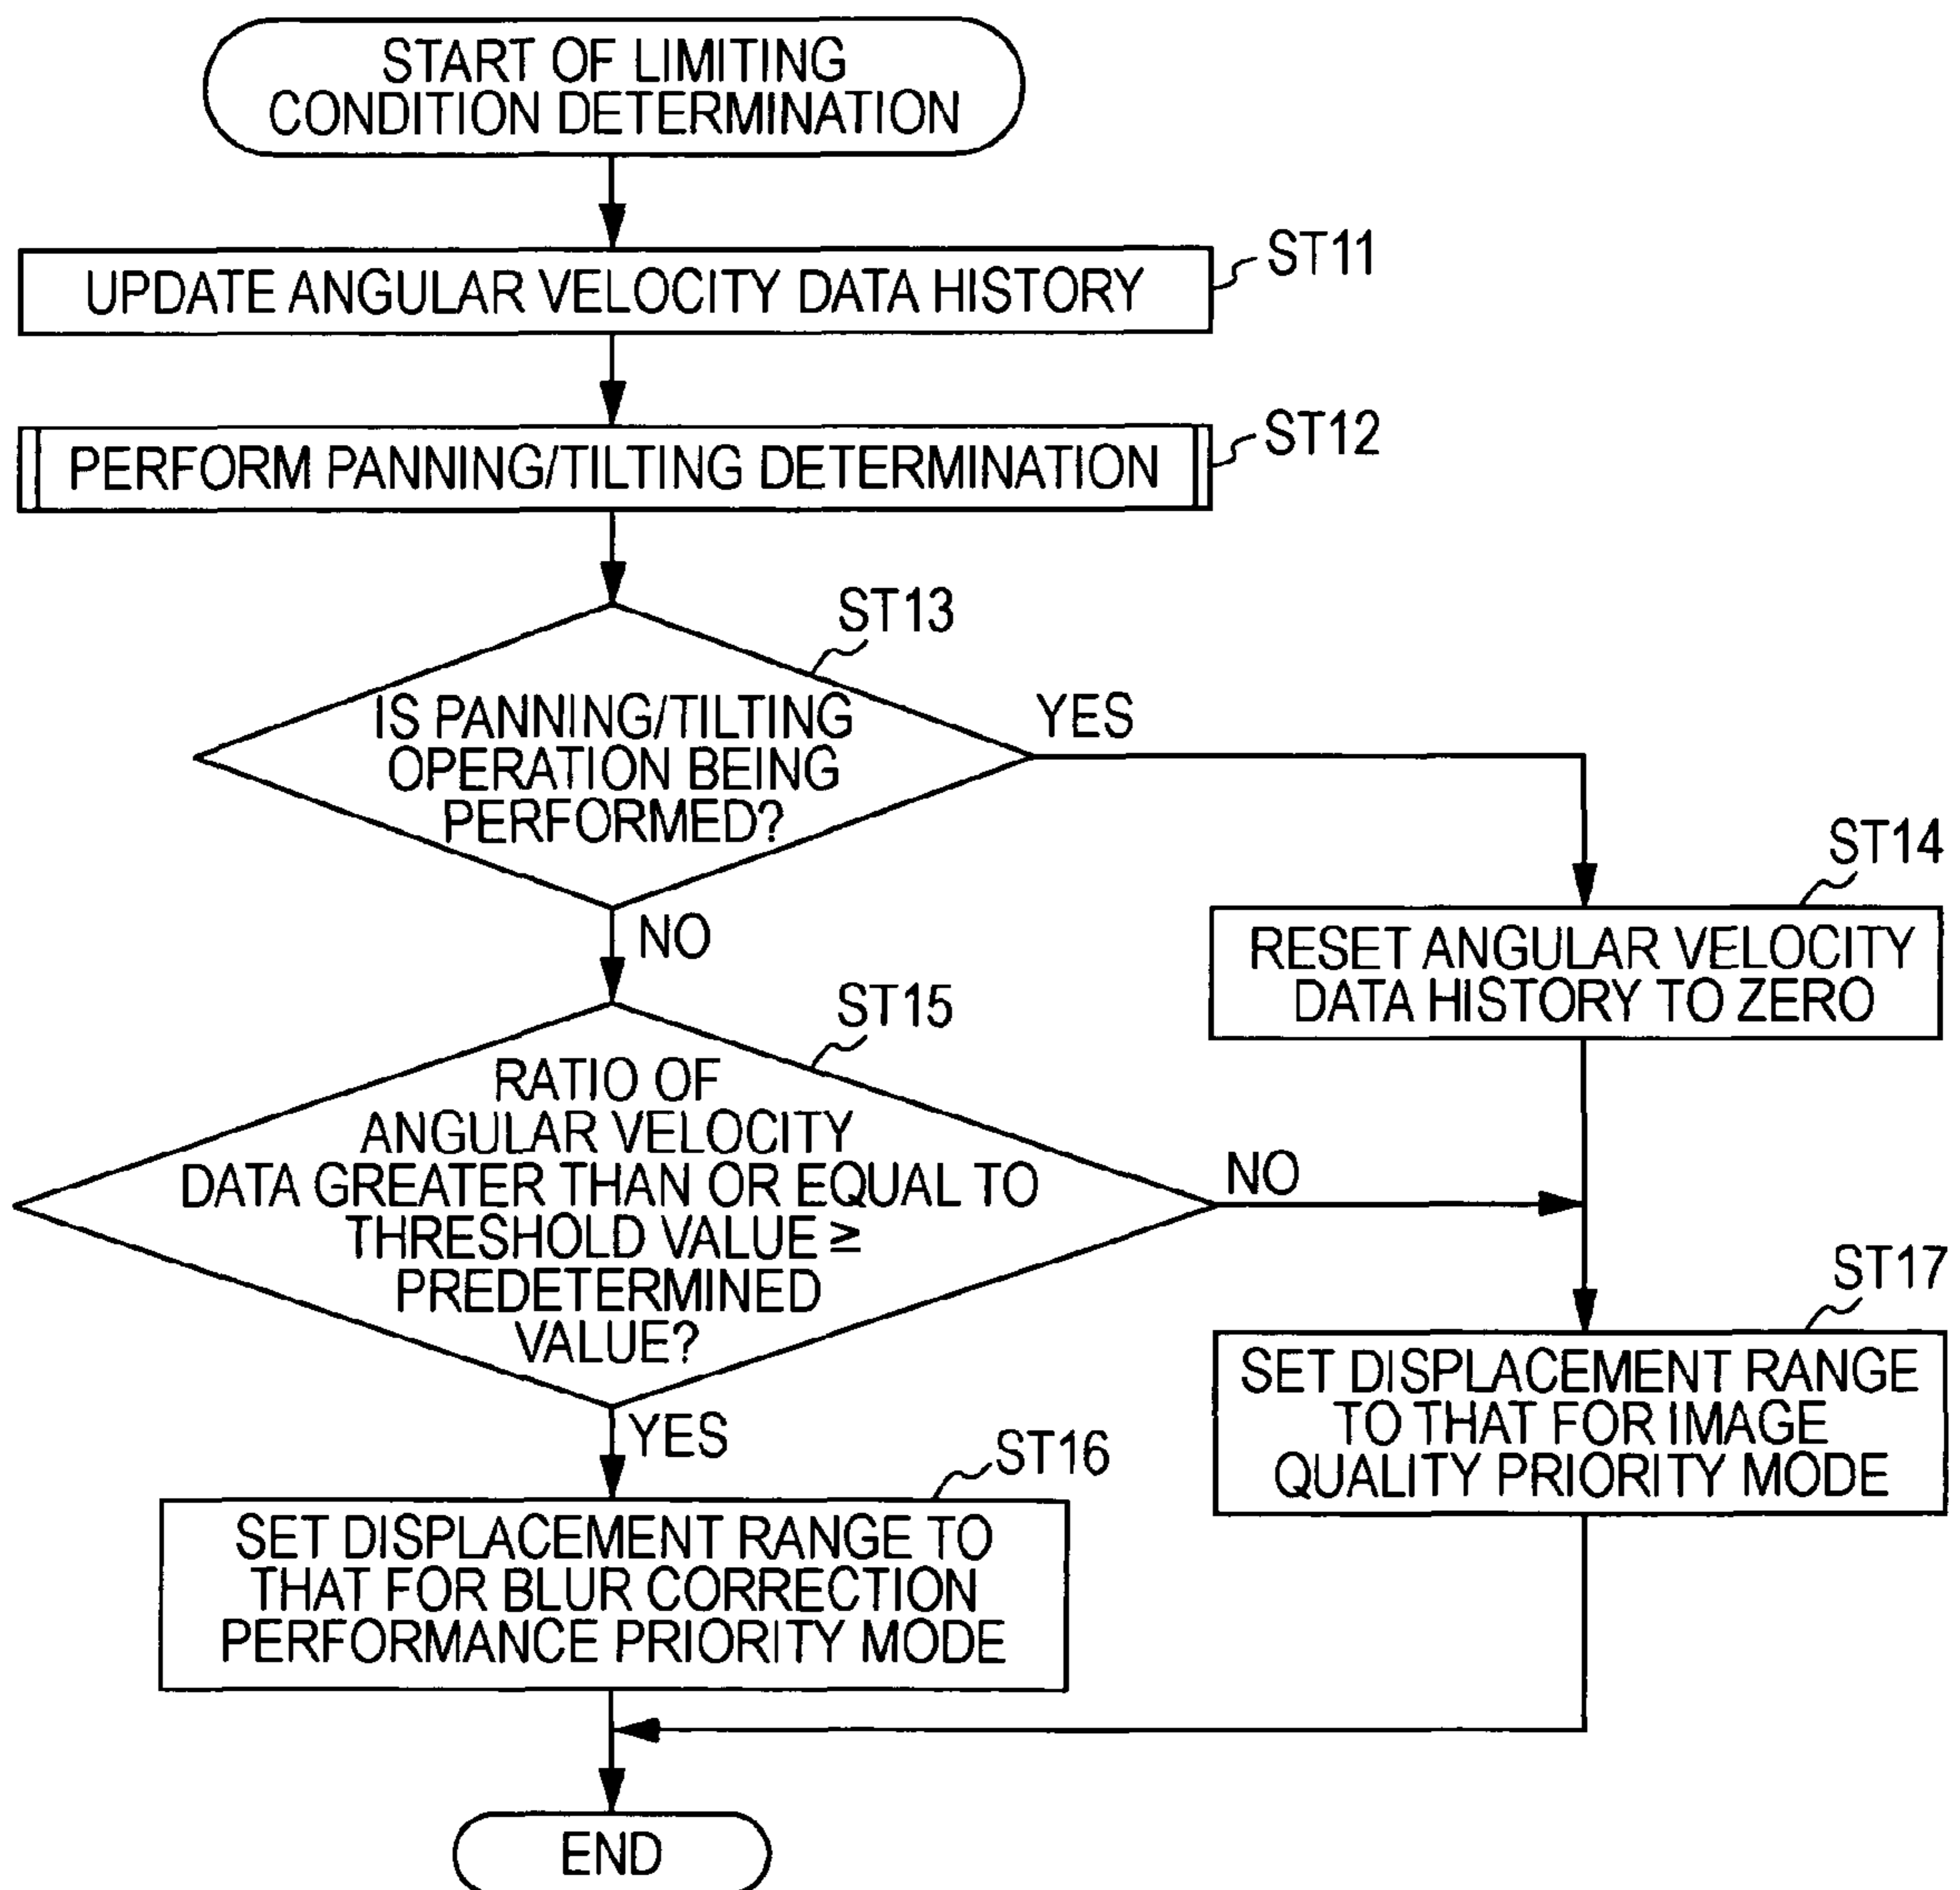 START OF LIMITING
CONDITION DETERMINATION
UPDATE ANGULAR VELOCITY DATA HISTORY
ST11
PERFORM PANNING/TILTING DETERMINATION
ST12
ST13
IS PANNING/TILTING
OPERATION BEING
PERFORMED?
YES
NO
ST14
RESET ANGULAR VELOCITY
DATA HISTORY TO ZERO
ST15
RATIO OF
ANGULAR VELOCITY
DATA GREATER THAN OR EQUAL TO
THRESHOLD VALUE ≥
PREDETERMINED
VALUE?
NO
YES
ST17
SET DISPLACEMENT RANGE
TO THAT FOR IMAGE
QUALITY PRIORITY MODE
ST16
SET DISPLACEMENT RANGE TO
THAT FOR BLUR CORRECTION
PERFORMANCE PRIORITY MODE
END